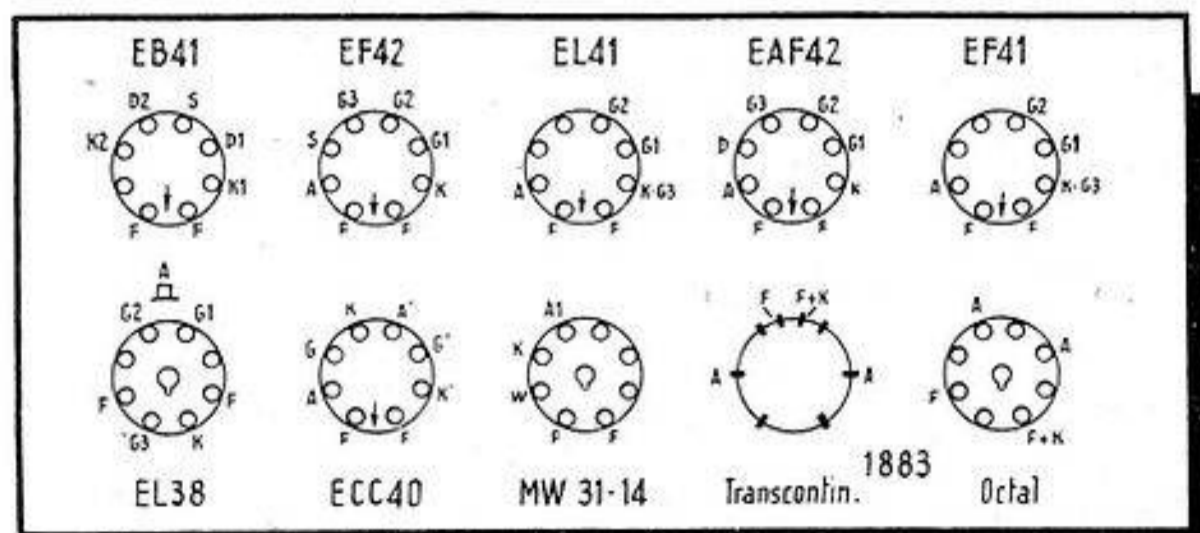 EB41 EF42 EL41 EAF42 EF41
D2 S G3 G2 G2 G3 G2 G2
K2 D1 S G1 G1 D G1 G1
K1 A K A K·G3 A K A K·G3
F F F F F F F F F F
A
G2 G1 K A' A1 F F+K A
G G' K A
F F A K' W A A F
G3 K F F F F F+K
1883
EL38 ECC40 MW 31-14 Transcontin. Octal